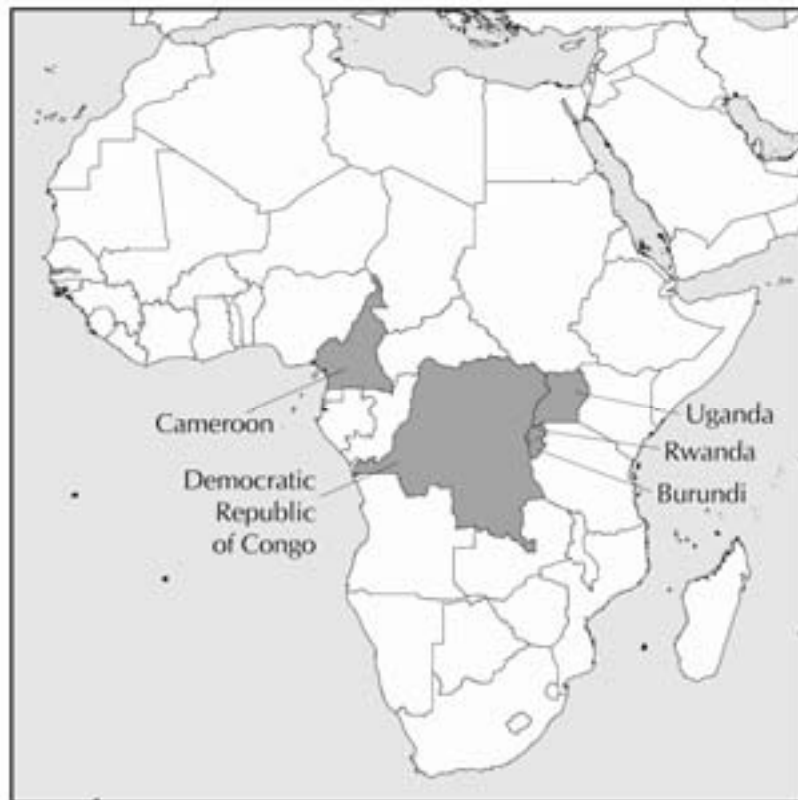 Cameroon
Democratic
Republic
of Congo
Uganda
Rwanda
Burundi